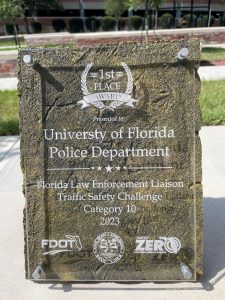 1st
PLACE
AWARD
Presented to
University of Florida
Police Department
Florida Law Enforcement Liaison
Traffic Safety Challenge
Category 10
2023
FDOT
ZERO